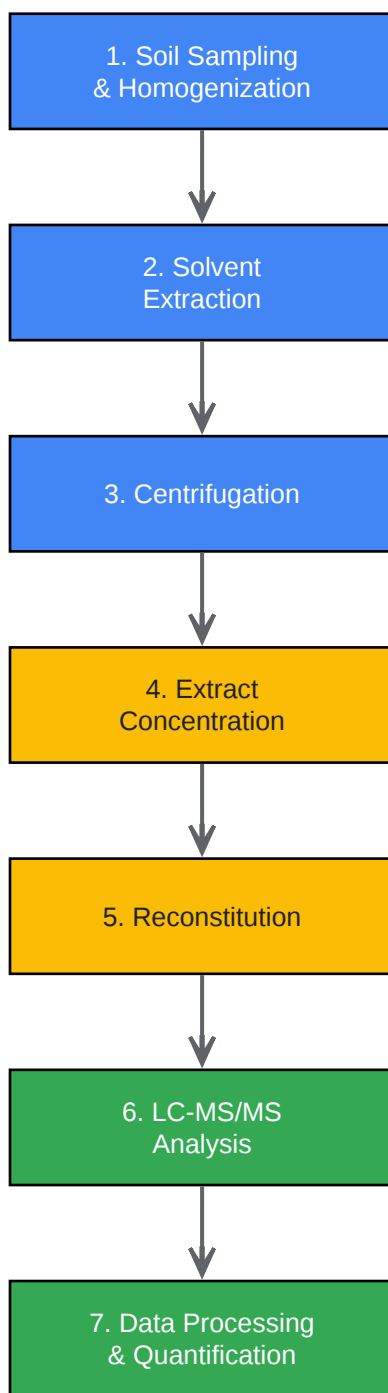 1. Soil Sampling
& Homogenization
2. Solvent
Extraction
3. Centrifugation
4. Extract
Concentration
5. Reconstitution
6. LC-MS/MS
Analysis
7. Data Processing
& Quantification